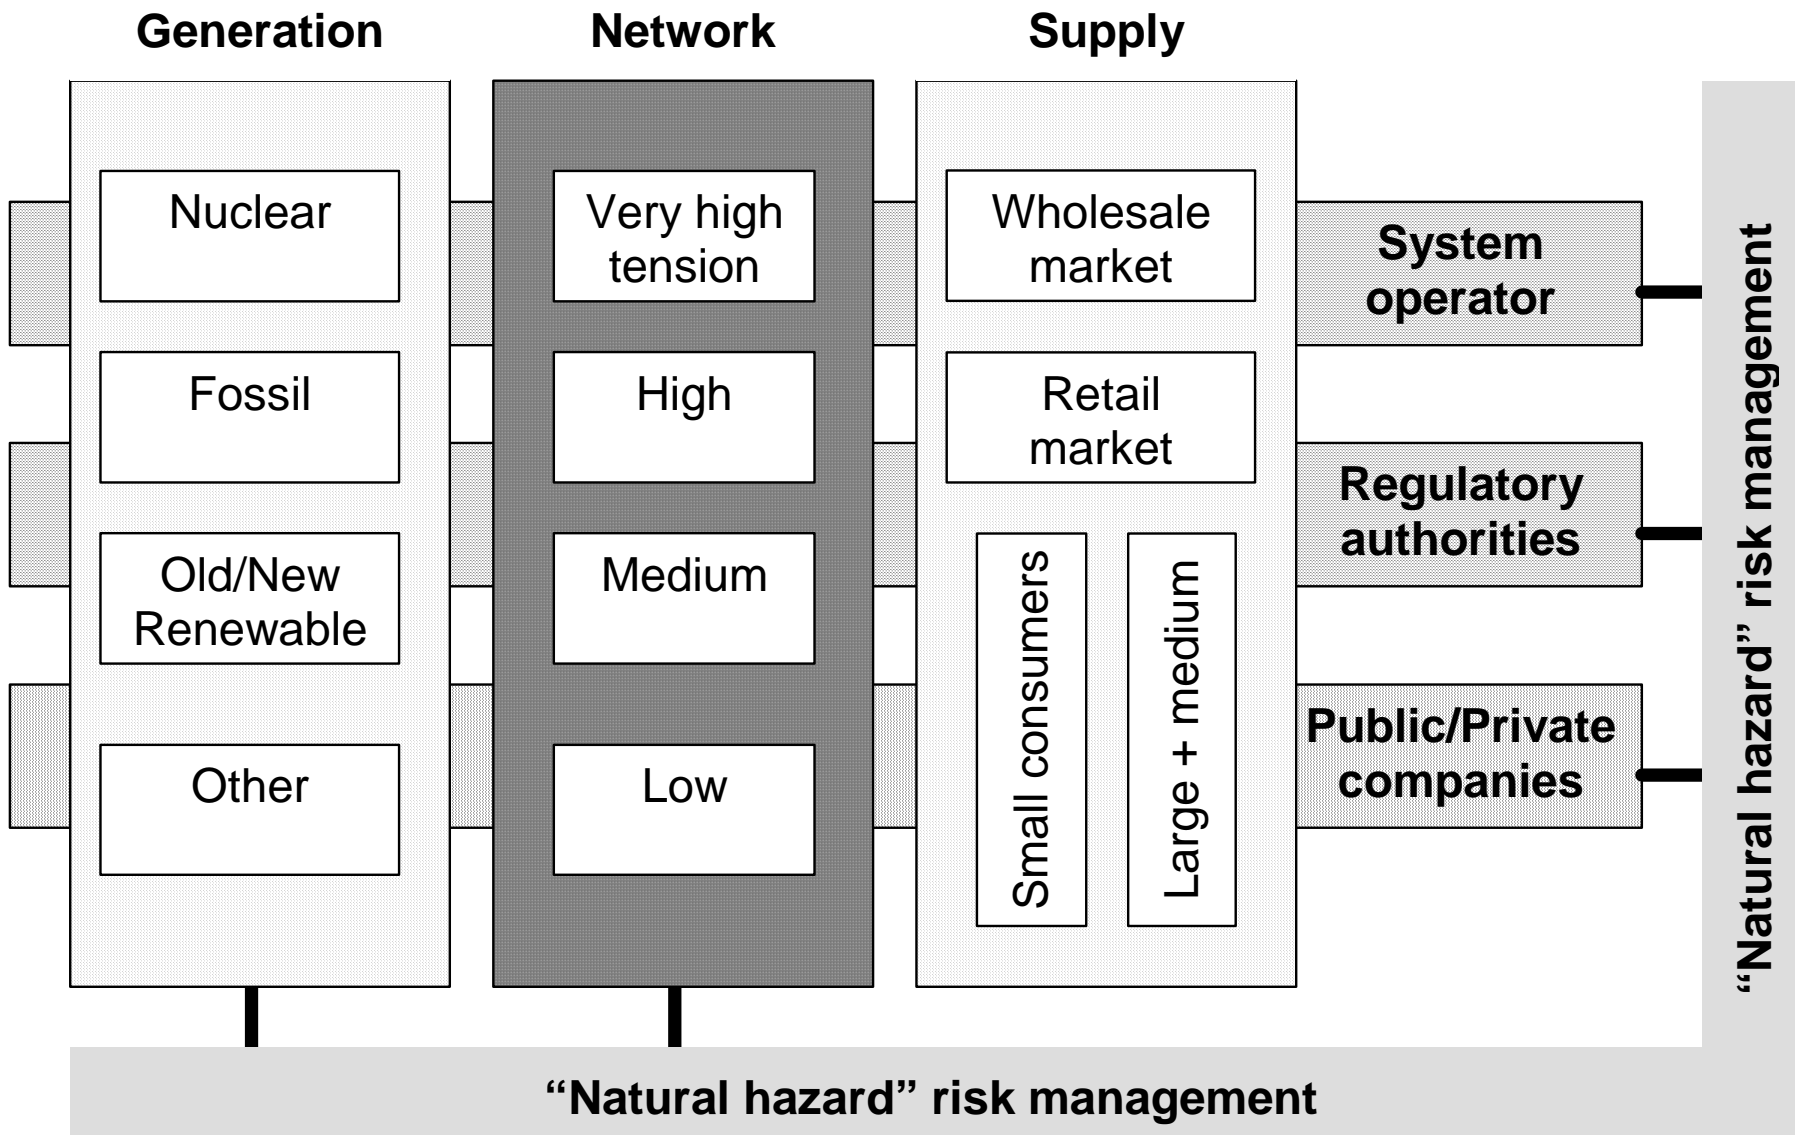 Generation
Network
Supply
Nuclear
Very high
tension
Wholesale
market
System
operator
Fossil
High
Retail
market
Regulatory
authorities
Old/New
Renewable
Medium
Small consumers
Large + medium
Public/Private
companies
Other
Low
“Natural hazard” risk management
“Natural hazard” risk management